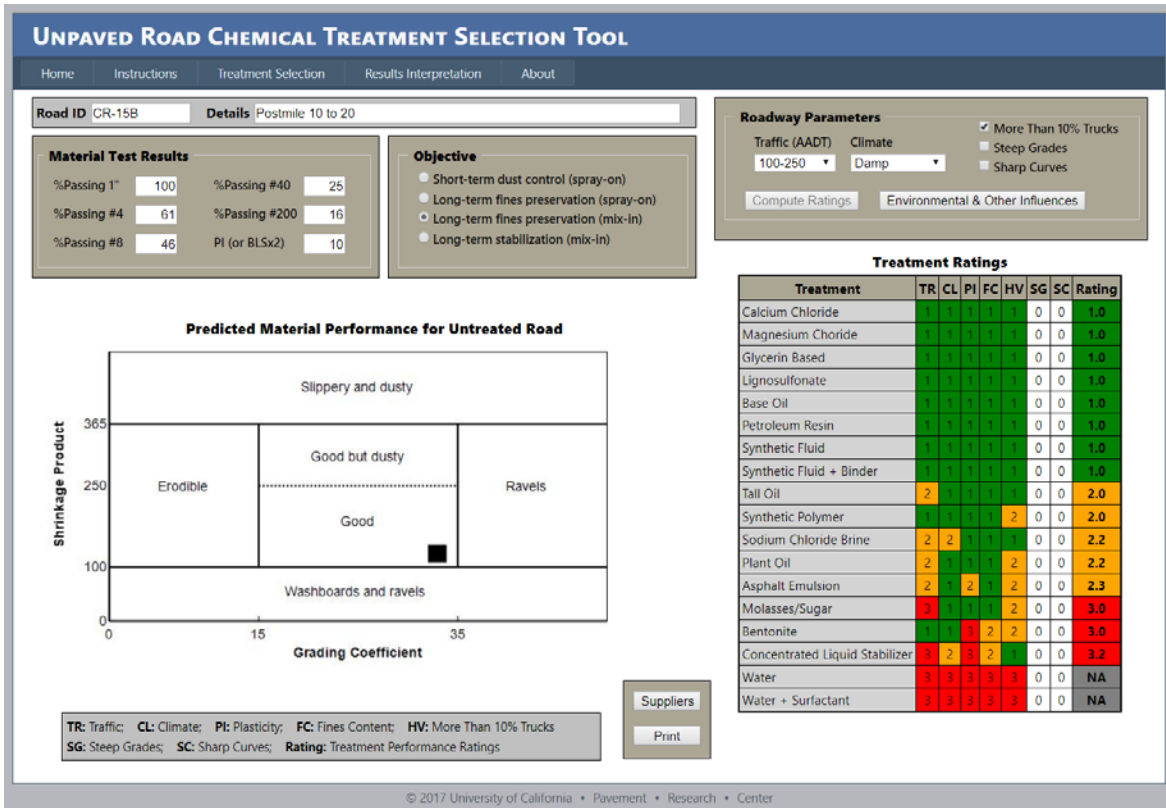 UNPAVED ROAD CHEMICAL TREATMENT SELECTION TOOL
Home Instructions Treatment Selection Results Interpretation About
Road ID CR-15B Details Postmile 10 to 20
Material Test Results
%Passing 1" 100 %Passing #40 25
%Passing #4 61 %Passing #200 16
%Passing #8 46 PI (or BLSx2) 10
Objective
Short-term dust control (spray-on)
Long-term fines preservation (spray-on)
Long-term fines preservation (mix-in)
Long-term stabilization (mix-in)
Roadway Parameters
Traffic (AADT) Climate
100-250 Damp
More Than 10% Trucks
Steep Grades
Sharp Curves
Compute Ratings Environmental & Other Influences
Predicted Material Performance for Untreated Road
Slippery and dusty
365
Good but dusty
250
Erodible
Ravels
Good
100
Washboards and ravels
0
0 15 35
Shrinkage Product
Grading Coefficient
Treatment Ratings
Treatment TR CL PI FC HV SG SC Rating
Calcium Chloride 1 1 1 1 1 0 0 1.0
Magnesium Choride 1 1 1 1 1 0 0 1.0
Glycerin Based 1 1 1 1 1 0 0 1.0
Lignosulfonate 1 1 1 1 1 0 0 1.0
Base Oil 1 1 1 1 1 0 0 1.0
Petroleum Resin 1 1 1 1 1 0 0 1.0
Synthetic Fluid 1 1 1 1 1 0 0 1.0
Synthetic Fluid + Binder 1 1 1 1 1 0 0 1.0
Tall Oil 2 1 1 1 1 0 0 2.0
Synthetic Polymer 1 1 1 1 2 0 0 2.0
Sodium Chloride Brine 2 2 1 1 1 0 0 2.2
Plant Oil 2 1 1 1 2 0 0 2.2
Asphalt Emulsion 2 1 2 1 2 0 0 2.3
Molasses/Sugar 3 1 1 1 2 0 0 3.0
Bentonite 1 1 3 2 2 0 0 3.0
Concentrated Liquid Stabilizer 3 2 3 2 1 0 0 3.2
Water 3 3 3 3 3 0 0 NA
Water + Surfactant 3 3 3 3 3 0 0 NA
TR: Traffic; CL: Climate; PI: Plasticity; FC: Fines Content; HV: More Than 10% Trucks
SG: Steep Grades; SC: Sharp Curves; Rating: Treatment Performance Ratings
Suppliers
Print
© 2017 University of California • Pavement • Research • Center